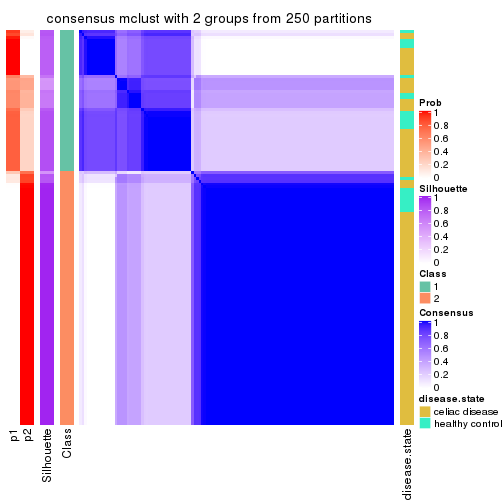 consensus mclust with 2 groups from 250 partitions
Prob
1
0.8
0.6
0.4
0.2
0
Silhouette
1
0.8
0.6
0.4
0.2
0
Class
1
2
Consensus
1
0.8
0.6
0.4
0.2
0
disease.state
celiac disease
healthy control
p1
p2
Silhouette
Class
disease.state